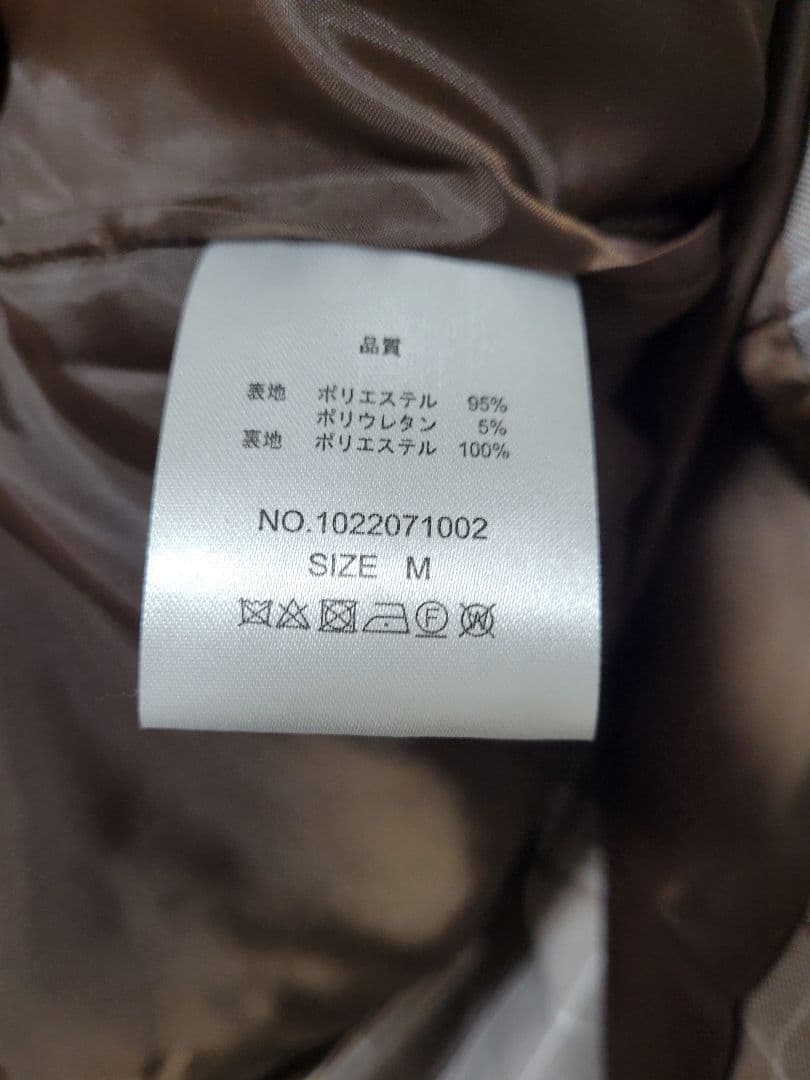 品質
表地 ポリエステル 95%
ポリウレタン 5%
裏地 ポリエステル 100%
NO.1022071002
SIZE M
F W